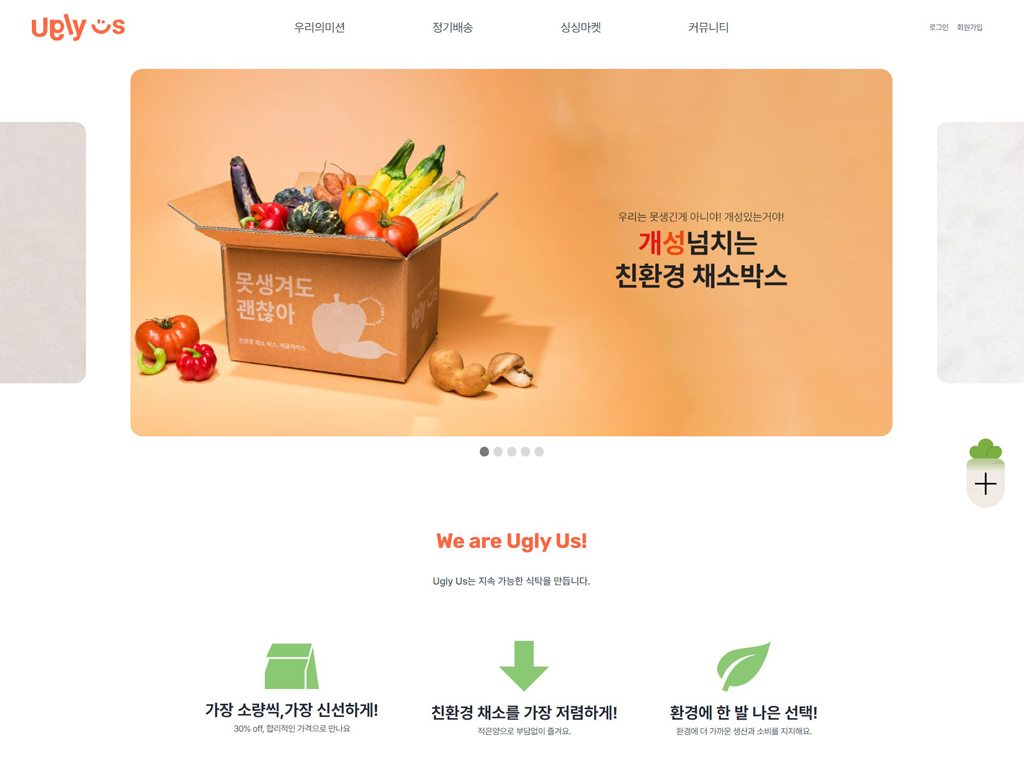 Ugly Us
우리의미션
정기배송
싱싱마켓
커뮤니티
로그인
회원가입
못생겨도
괜찮아
친환경 채소 박스, 어글리어스
우리는 못생긴게 아니야! 개성있는거야!
개성넘치는
친환경 채소박스
We are Ugly Us!
Ugly Us는 지속 가능한 식탁을 만듭니다.
가장 소량씩,가장 신선하게!
30% off, 합리적인 가격으로 만나요
친환경 채소를 가장 저렴하게!
적은양으로 부담없이 즐겨요.
환경에 한 발 나은 선택!
환경에 더 가까운 생산과 소비를 지지해요.